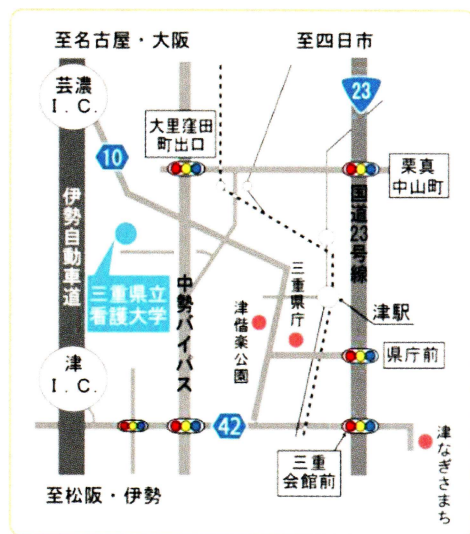 至名古屋・大阪
至四日市
芸濃
I.C.
23
大里窪田
町出口
10
栗真
中山町
伊勢自動車道
国道23号線
三重県立
看護大学
中勢バイパス
三重県庁
津偕楽公園
津駅
津
I.C.
県庁前
42
三重
会館前
津なぎさまち
至松阪・伊勢